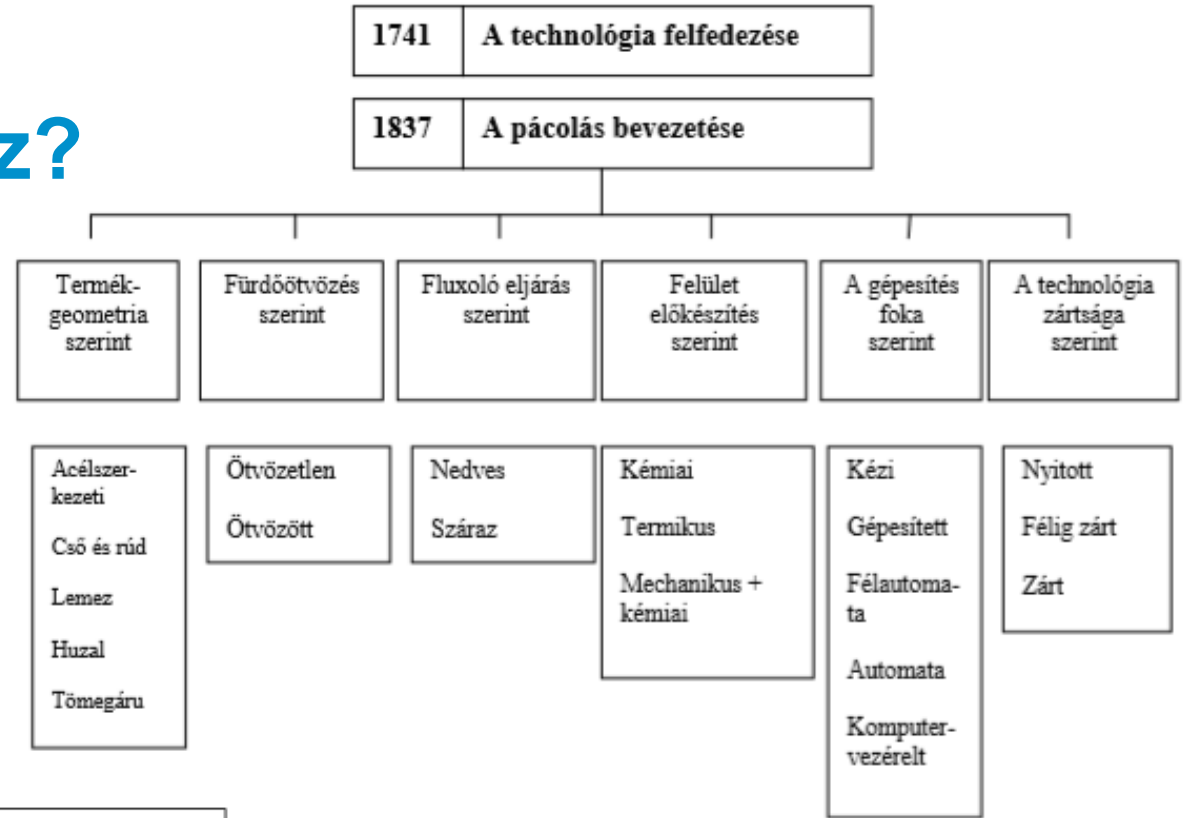 1741 A technológia felfedezése
z?
1837 A pácolás bevezetése
Termék-
geometria
szerint
Fürdőötvözés
szerint
Fluxoló eljárás
szerint
Felület
előkészítés
szerint
A gépesítés
foka
szerint
A technológia
zártsága
szerint
Acélszer-
kezeti
Cső és rúd
Lemez
Huzal
Tömegáru
Ötvözetlen
Ötvözött
Nedves
Száraz
Kémiai
Termikus
Mechanikus +
kémiai
Kézi
Gépesített
Félautoma-
ta
Automata
Komputer-
vezérelt
Nyitott
Félig zárt
Zárt